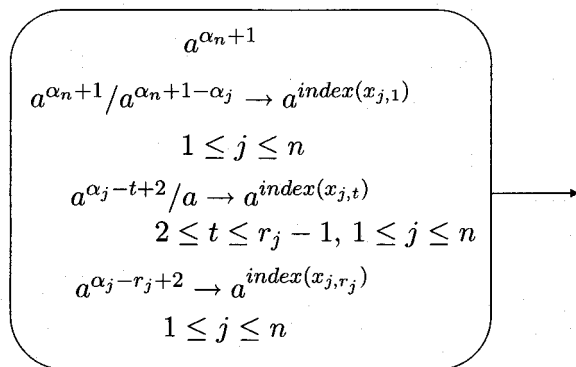 a^{α_n+1}
a^{α_n+1}/a^{α_n+1−α_j} → a^{index(x_{j,1})}
1 ≤ j ≤ n
a^{α_j−t+2}/a → a^{index(x_{j,t})}
2 ≤ t ≤ r_j − 1, 1 ≤ j ≤ n
a^{α_j−r_j+2} → a^{index(x_{j,r_j})}
1 ≤ j ≤ n